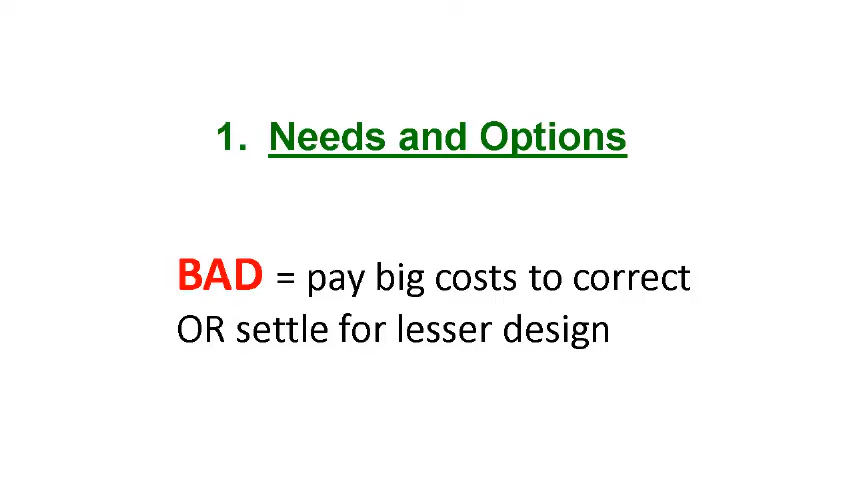 1. Needs and Options
BAD = pay big costs to correct
OR settle for lesser design